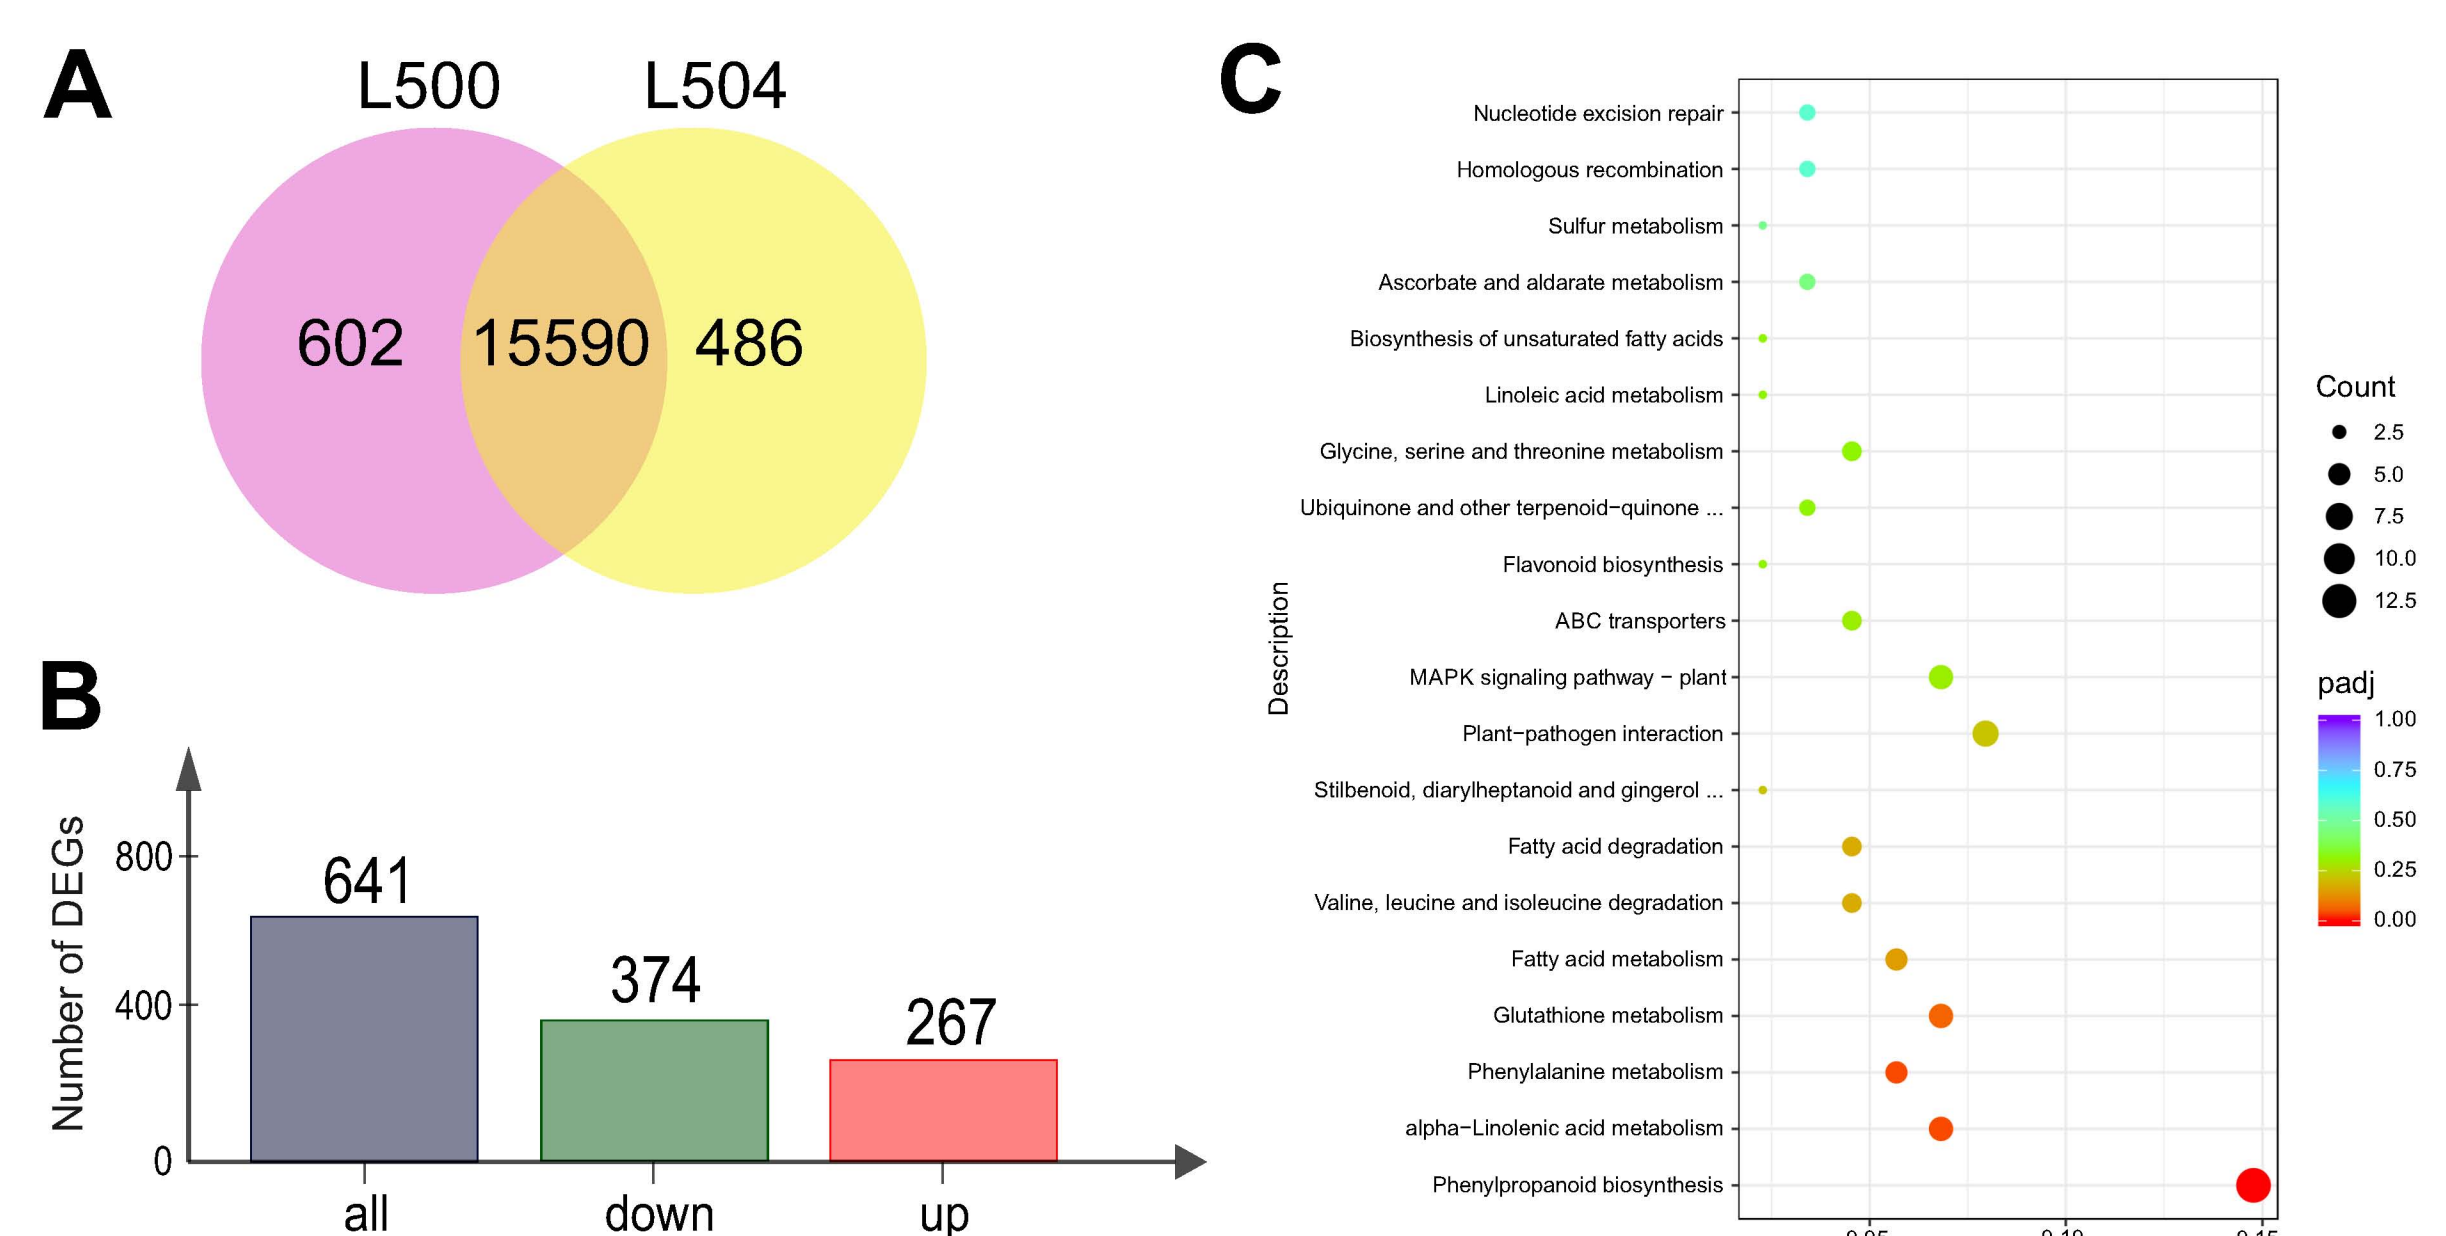 A
L500 L504
602 15590 486
B
Number of DEGs
800
400
0
641
374
267
all down up
C
Description
Nucleotide excision repair
Homologous recombination
Sulfur metabolism
Ascorbate and aldarate metabolism
Biosynthesis of unsaturated fatty acids
Linoleic acid metabolism
Glycine, serine and threonine metabolism
Ubiquinone and other terpenoid−quinone ...
Flavonoid biosynthesis
ABC transporters
MAPK signaling pathway − plant
Plant−pathogen interaction
Stilbenoid, diarylheptanoid and gingerol ...
Fatty acid degradation
Valine, leucine and isoleucine degradation
Fatty acid metabolism
Glutathione metabolism
Phenylalanine metabolism
alpha−Linolenic acid metabolism
Phenylpropanoid biosynthesis
Count
2.5
5.0
7.5
10.0
12.5
padj
1.00
0.75
0.50
0.25
0.00